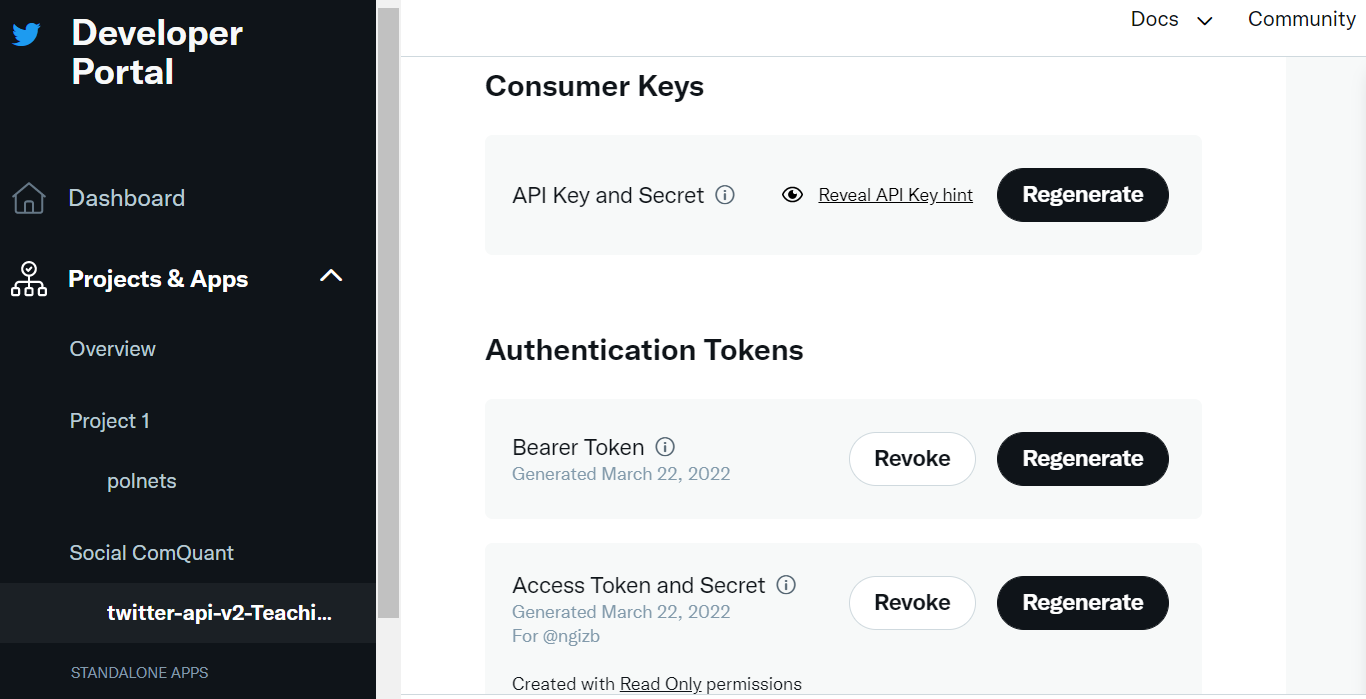 Developer
Portal
Dashboard
Projects & Apps
Overview
Project 1
polnets
Social ComQuant
twitter-api-v2-Teachi...
STANDALONE APPS
Docs
Community
Consumer Keys
API Key and Secret
Reveal API Key hint
Regenerate
Authentication Tokens
Bearer Token
Generated March 22, 2022
Revoke
Regenerate
Access Token and Secret
Generated March 22, 2022
For @ngizb
Revoke
Regenerate
Created with Read Only permissions